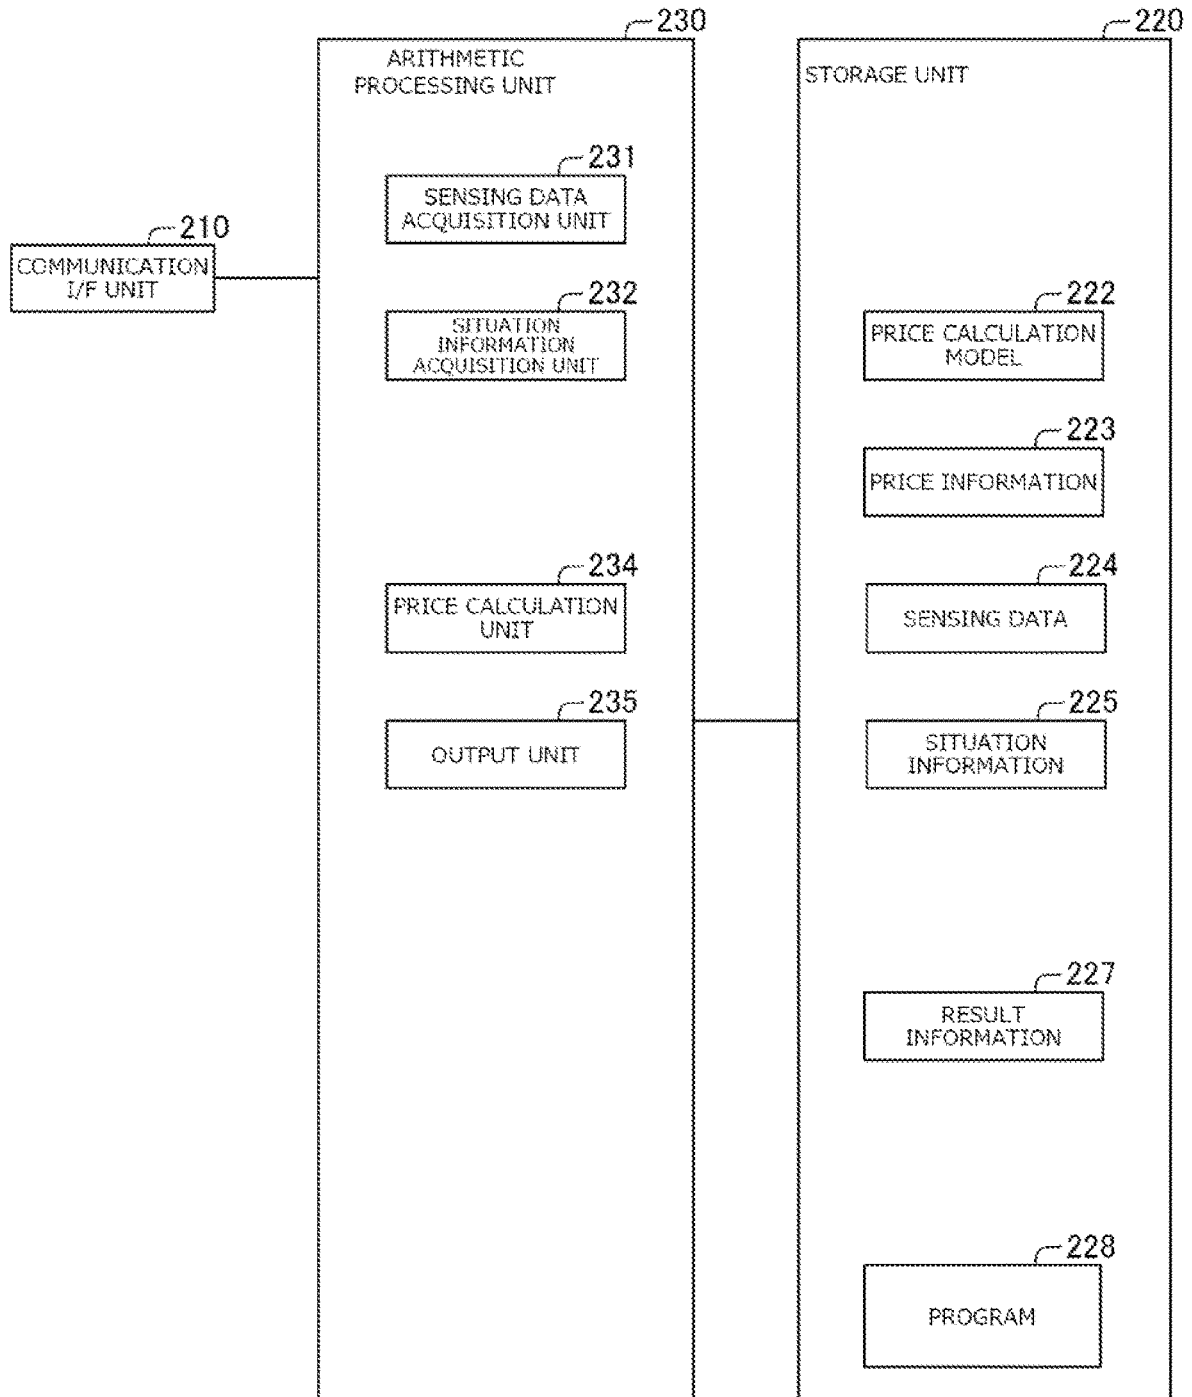 230
ARITHMETIC
PROCESSING UNIT
231
SENSING DATA
ACQUISITION UNIT
210
COMMUNICATION
I/F UNIT
232
SITUATION
INFORMATION
ACQUISITION UNIT
234
PRICE CALCULATION
UNIT
235
OUTPUT UNIT
220
STORAGE UNIT
222
PRICE CALCULATION
MODEL
223
PRICE INFORMATION
224
SENSING DATA
225
SITUATION
INFORMATION
227
RESULT
INFORMATION
228
PROGRAM